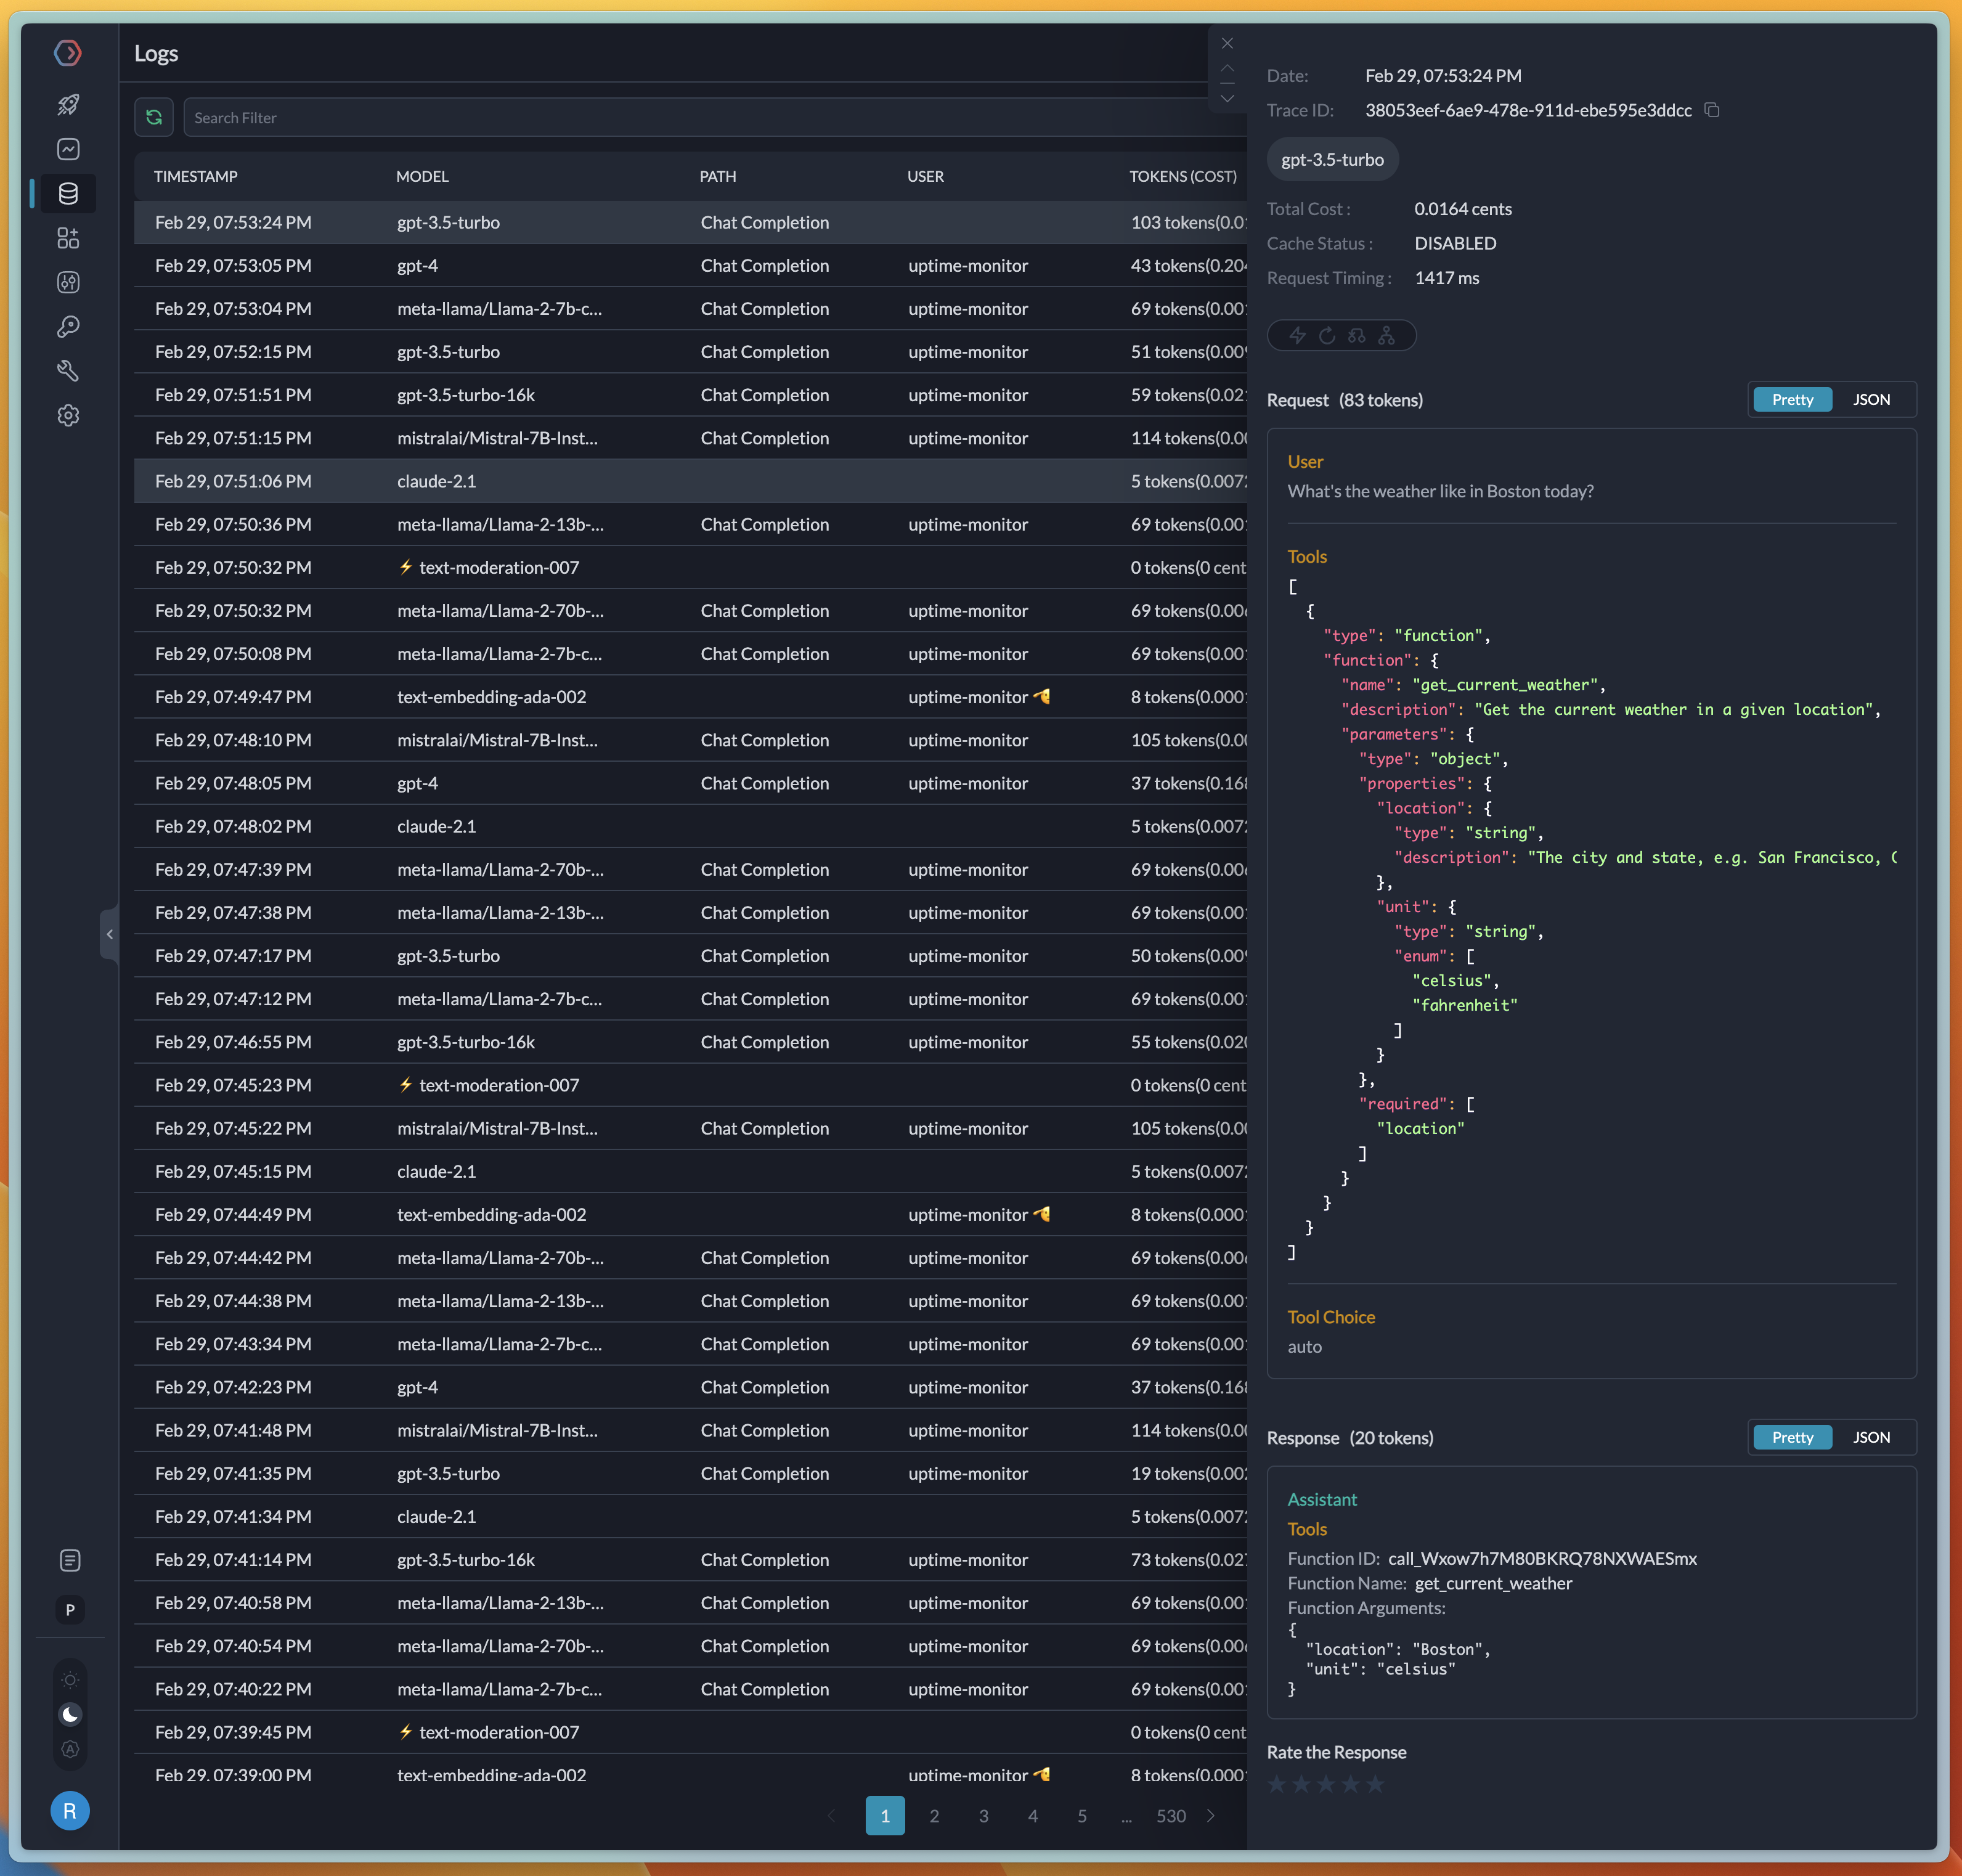 Logs
Search Filter
TIMESTAMP MODEL PATH USER TOKENS (COST)
Feb 29, 07:53:24 PM gpt-3.5-turbo Chat Completion 103 tokens(0.01
Feb 29, 07:53:05 PM gpt-4 Chat Completion uptime-monitor 43 tokens(0.204
Feb 29, 07:53:04 PM meta-llama/Llama-2-7b-c... Chat Completion uptime-monitor 69 tokens(0.001
Feb 29, 07:52:15 PM gpt-3.5-turbo Chat Completion uptime-monitor 51 tokens(0.009
Feb 29, 07:51:51 PM gpt-3.5-turbo-16k Chat Completion uptime-monitor 59 tokens(0.021
Feb 29, 07:51:15 PM mistralai/Mistral-7B-Inst... Chat Completion uptime-monitor 114 tokens(0.00
Feb 29, 07:51:06 PM claude-2.1 5 tokens(0.0072
Feb 29, 07:50:36 PM meta-llama/Llama-2-13b-... Chat Completion uptime-monitor 69 tokens(0.001
Feb 29, 07:50:32 PM ⚡ text-moderation-007 0 tokens(0 cent
Feb 29, 07:50:32 PM meta-llama/Llama-2-70b-... Chat Completion uptime-monitor 69 tokens(0.006
Feb 29, 07:50:08 PM meta-llama/Llama-2-7b-c... Chat Completion uptime-monitor 69 tokens(0.001
Feb 29, 07:49:47 PM text-embedding-ada-002 uptime-monitor 8 tokens(0.0001
Feb 29, 07:48:10 PM mistralai/Mistral-7B-Inst... Chat Completion uptime-monitor 105 tokens(0.00
Feb 29, 07:48:05 PM gpt-4 Chat Completion uptime-monitor 37 tokens(0.168
Feb 29, 07:48:02 PM claude-2.1 5 tokens(0.0072
Feb 29, 07:47:39 PM meta-llama/Llama-2-70b-... Chat Completion uptime-monitor 69 tokens(0.006
Feb 29, 07:47:38 PM meta-llama/Llama-2-13b-... Chat Completion uptime-monitor 69 tokens(0.001
Feb 29, 07:47:17 PM gpt-3.5-turbo Chat Completion uptime-monitor 50 tokens(0.009
Feb 29, 07:47:12 PM meta-llama/Llama-2-7b-c... Chat Completion uptime-monitor 69 tokens(0.001
Feb 29, 07:46:55 PM gpt-3.5-turbo-16k Chat Completion uptime-monitor 55 tokens(0.020
Feb 29, 07:45:23 PM ⚡ text-moderation-007 0 tokens(0 cent
Feb 29, 07:45:22 PM mistralai/Mistral-7B-Inst... Chat Completion uptime-monitor 105 tokens(0.00
Feb 29, 07:45:15 PM claude-2.1 5 tokens(0.0072
Feb 29, 07:44:49 PM text-embedding-ada-002 uptime-monitor 8 tokens(0.0001
Feb 29, 07:44:42 PM meta-llama/Llama-2-70b-... Chat Completion uptime-monitor 69 tokens(0.006
Feb 29, 07:44:38 PM meta-llama/Llama-2-13b-... Chat Completion uptime-monitor 69 tokens(0.001
Feb 29, 07:43:34 PM meta-llama/Llama-2-7b-c... Chat Completion uptime-monitor 69 tokens(0.001
Feb 29, 07:42:23 PM gpt-4 Chat Completion uptime-monitor 37 tokens(0.168
Feb 29, 07:41:48 PM mistralai/Mistral-7B-Inst... Chat Completion uptime-monitor 114 tokens(0.00
Feb 29, 07:41:35 PM gpt-3.5-turbo Chat Completion uptime-monitor 19 tokens(0.002
Feb 29, 07:41:34 PM claude-2.1 5 tokens(0.0072
Feb 29, 07:41:14 PM gpt-3.5-turbo-16k Chat Completion uptime-monitor 73 tokens(0.027
Feb 29, 07:40:58 PM meta-llama/Llama-2-13b-... Chat Completion uptime-monitor 69 tokens(0.001
Feb 29, 07:40:54 PM meta-llama/Llama-2-70b-... Chat Completion uptime-monitor 69 tokens(0.006
Feb 29, 07:40:22 PM meta-llama/Llama-2-7b-c... Chat Completion uptime-monitor 69 tokens(0.001
Feb 29, 07:39:45 PM ⚡ text-moderation-007 0 tokens(0 cent
Feb 29, 07:39:00 PM text-embedding-ada-002 uptime-monitor 8 tokens(0.0001
1 2 3 4 5 ... 530
P
A
R
Date: Feb 29, 07:53:24 PM
Trace ID: 38053eef-6ae9-478e-911d-ebe595e3ddcc
gpt-3.5-turbo
Total Cost : 0.0164 cents
Cache Status : DISABLED
Request Timing : 1417 ms
Request (83 tokens) Pretty JSON
User
What's the weather like in Boston today?
Tools
[
{
"type": "function",
"function": {
"name": "get_current_weather",
"description": "Get the current weather in a given location",
"parameters": {
"type": "object",
"properties": {
"location": {
"type": "string",
"description": "The city and state, e.g. San Francisco, C
},
"unit": {
"type": "string",
"enum": [
"celsius",
"fahrenheit"
]
}
},
"required": [
"location"
]
}
}
}
]
Tool Choice
auto
Response (20 tokens) Pretty JSON
Assistant
Tools
Function ID: call_Wxow7h7M80BKRQ78NXWAESmx
Function Name: get_current_weather
Function Arguments:
{
"location": "Boston",
"unit": "celsius"
}
Rate the Response